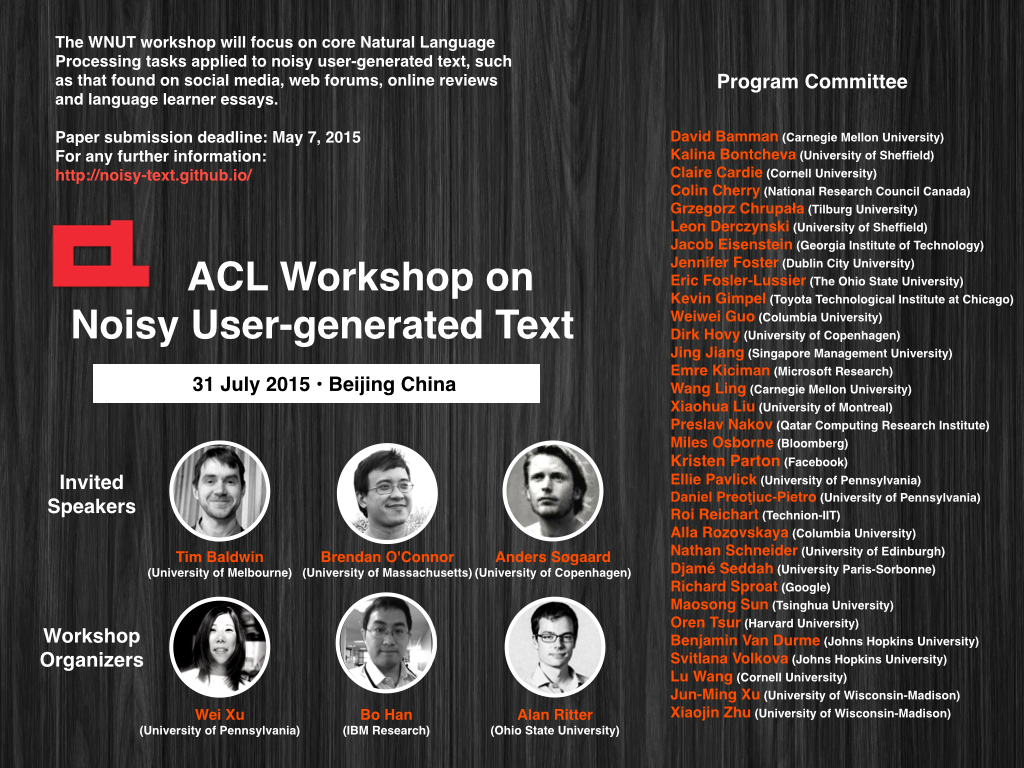 The WNUT workshop will focus on core Natural Language
Processing tasks applied to noisy user-generated text, such
as that found on social media, web forums, online reviews
and language learner essays.
Paper submission deadline: May 7, 2015
For any further information:
http://noisy-text.github.io/
ACL Workshop on
Noisy User-generated Text
31 July 2015 • Beijing China
Invited
Speakers
Tim Baldwin
(University of Melbourne)
Brendan O'Connor
(University of Massachusetts)
Anders Søgaard
(University of Copenhagen)
Workshop
Organizers
Wei Xu
(University of Pennsylvania)
Bo Han
(IBM Research)
Alan Ritter
(Ohio State University)
Program Committee
David Bamman (Carnegie Mellon University)
Kalina Bontcheva (University of Sheffield)
Claire Cardie (Cornell University)
Colin Cherry (National Research Council Canada)
Grzegorz Chrupała (Tilburg University)
Leon Derczynski (University of Sheffield)
Jacob Eisenstein (Georgia Institute of Technology)
Jennifer Foster (Dublin City University)
Eric Fosler-Lussier (The Ohio State University)
Kevin Gimpel (Toyota Technological Institute at Chicago)
Weiwei Guo (Columbia University)
Dirk Hovy (University of Copenhagen)
Jing Jiang (Singapore Management University)
Emre Kiciman (Microsoft Research)
Wang Ling (Carnegie Mellon University)
Xiaohua Liu (University of Montreal)
Preslav Nakov (Qatar Computing Research Institute)
Miles Osborne (Bloomberg)
Kristen Parton (Facebook)
Ellie Pavlick (University of Pennsylvania)
Daniel Preoţiuc-Pietro (University of Pennsylvania)
Roi Reichart (Technion-IIT)
Alla Rozovskaya (Columbia University)
Nathan Schneider (University of Edinburgh)
Djamé Seddah (University Paris-Sorbonne)
Richard Sproat (Google)
Maosong Sun (Tsinghua University)
Oren Tsur (Harvard University)
Benjamin Van Durme (Johns Hopkins University)
Svitlana Volkova (Johns Hopkins University)
Lu Wang (Cornell University)
Jun-Ming Xu (University of Wisconsin-Madison)
Xiaojin Zhu (University of Wisconsin-Madison)